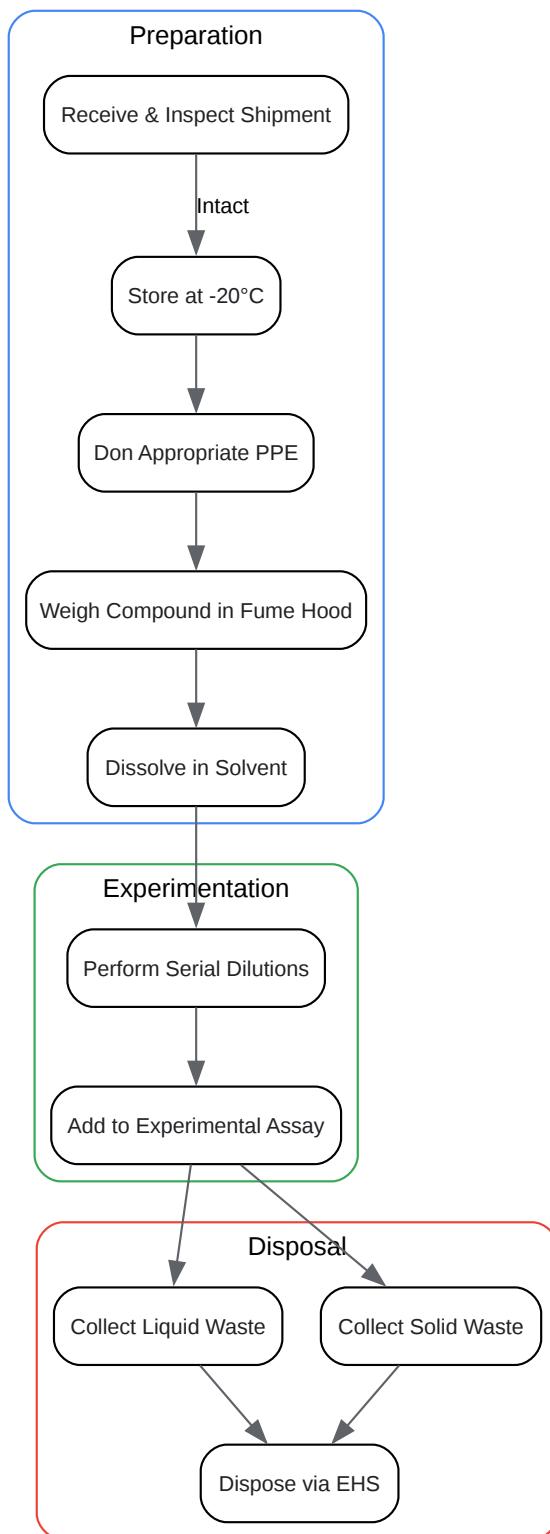 Preparation
Receive & Inspect Shipment
Intact
Store at -20°C
Don Appropriate PPE
Weigh Compound in Fume Hood
Dissolve in Solvent
Experimentation
Perform Serial Dilutions
Add to Experimental Assay
Disposal
Collect Liquid Waste
Collect Solid Waste
Dispose via EHS